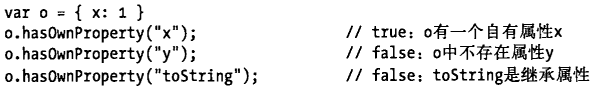 var o = { x: 1 }
o.hasOwnProperty("x"); // true：o有一个自有属性x
o.hasOwnProperty("y"); // false：o中不存在属性y
o.hasOwnProperty("toString"); // false：toString是继承属性